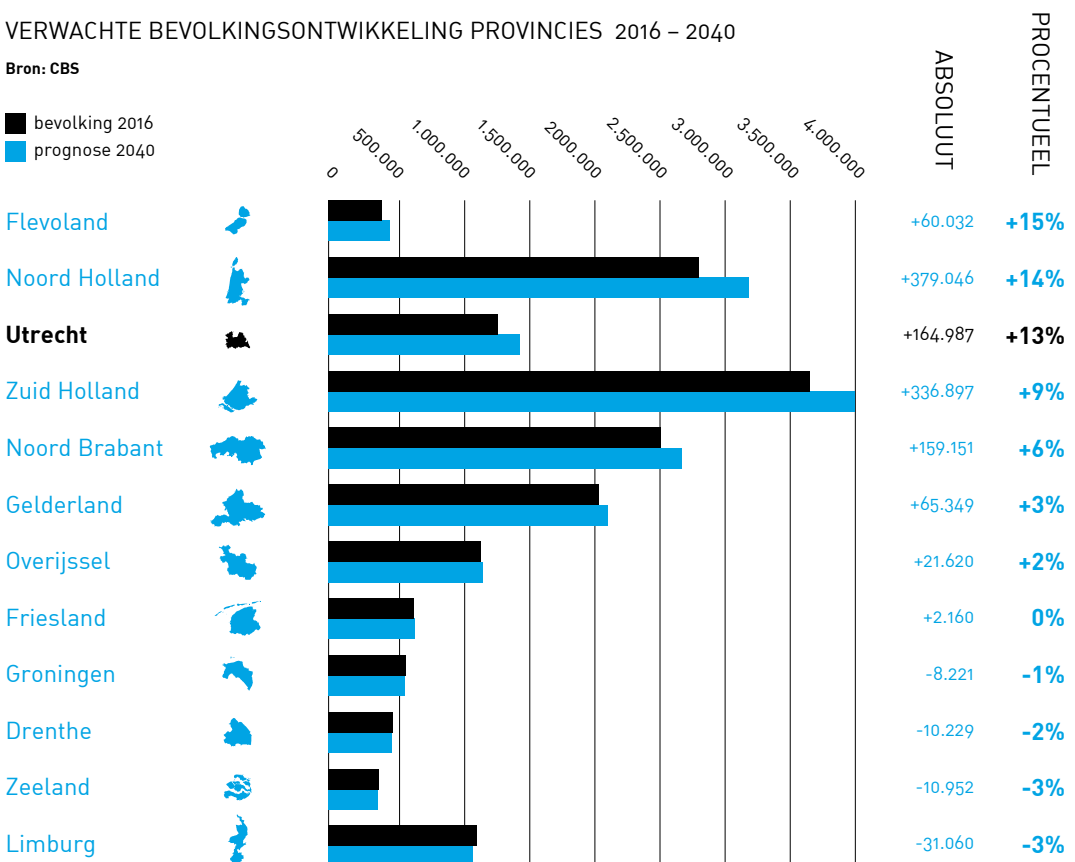 VERWACHTE BEVOLKINGSONTWIKKELING PROVINCIES 2016 – 2040
Bron: CBS
bevolking 2016
prognose 2040
0
500.000
1.000.000
1.500.000
2.000.000
2.500.000
3.000.000
3.500.000
4.000.000
ABSOLUUT
PROCENTUEEL
Flevoland +60.032 +15%
Noord Holland +379.046 +14%
Utrecht +164.987 +13%
Zuid Holland +336.897 +9%
Noord Brabant +159.151 +6%
Gelderland +65.349 +3%
Overijssel +21.620 +2%
Friesland +2.160 0%
Groningen -8.221 -1%
Drenthe -10.229 -2%
Zeeland -10.952 -3%
Limburg -31.060 -3%